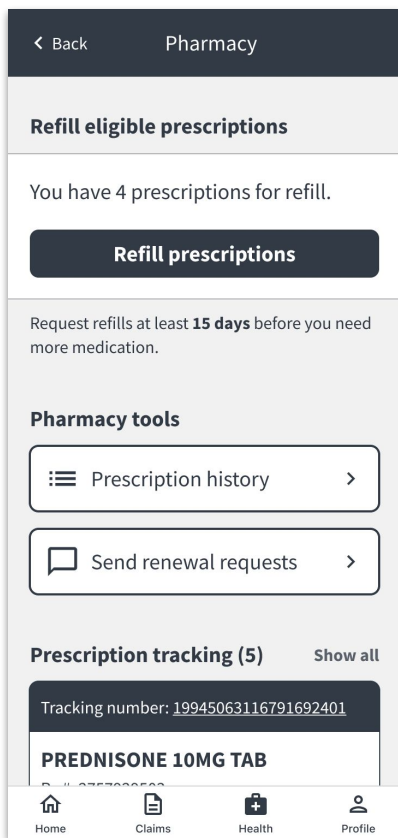 Back
Pharmacy
Refill eligible prescriptions
You have 4 prescriptions for refill.
Refill prescriptions
Request refills at least 15 days before you need
more medication.
Pharmacy tools
Prescription history
Send renewal requests
Prescription tracking (5)
Show all
Tracking number: 19945063116791692401
PREDNISONE 10MG TAB
Home
Claims
Health
Profile